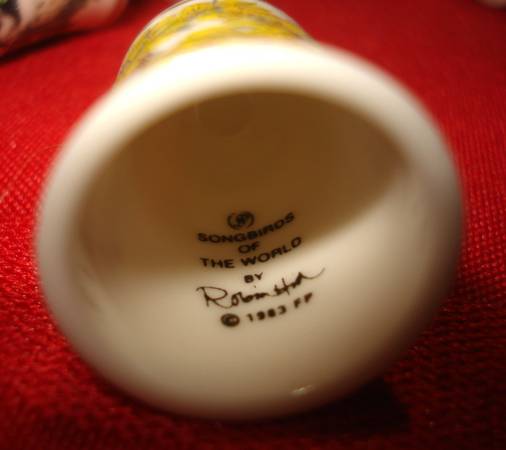 SONGBIRDS
OF
THE WORLD
BY
Robin Hill
© 1983 FP